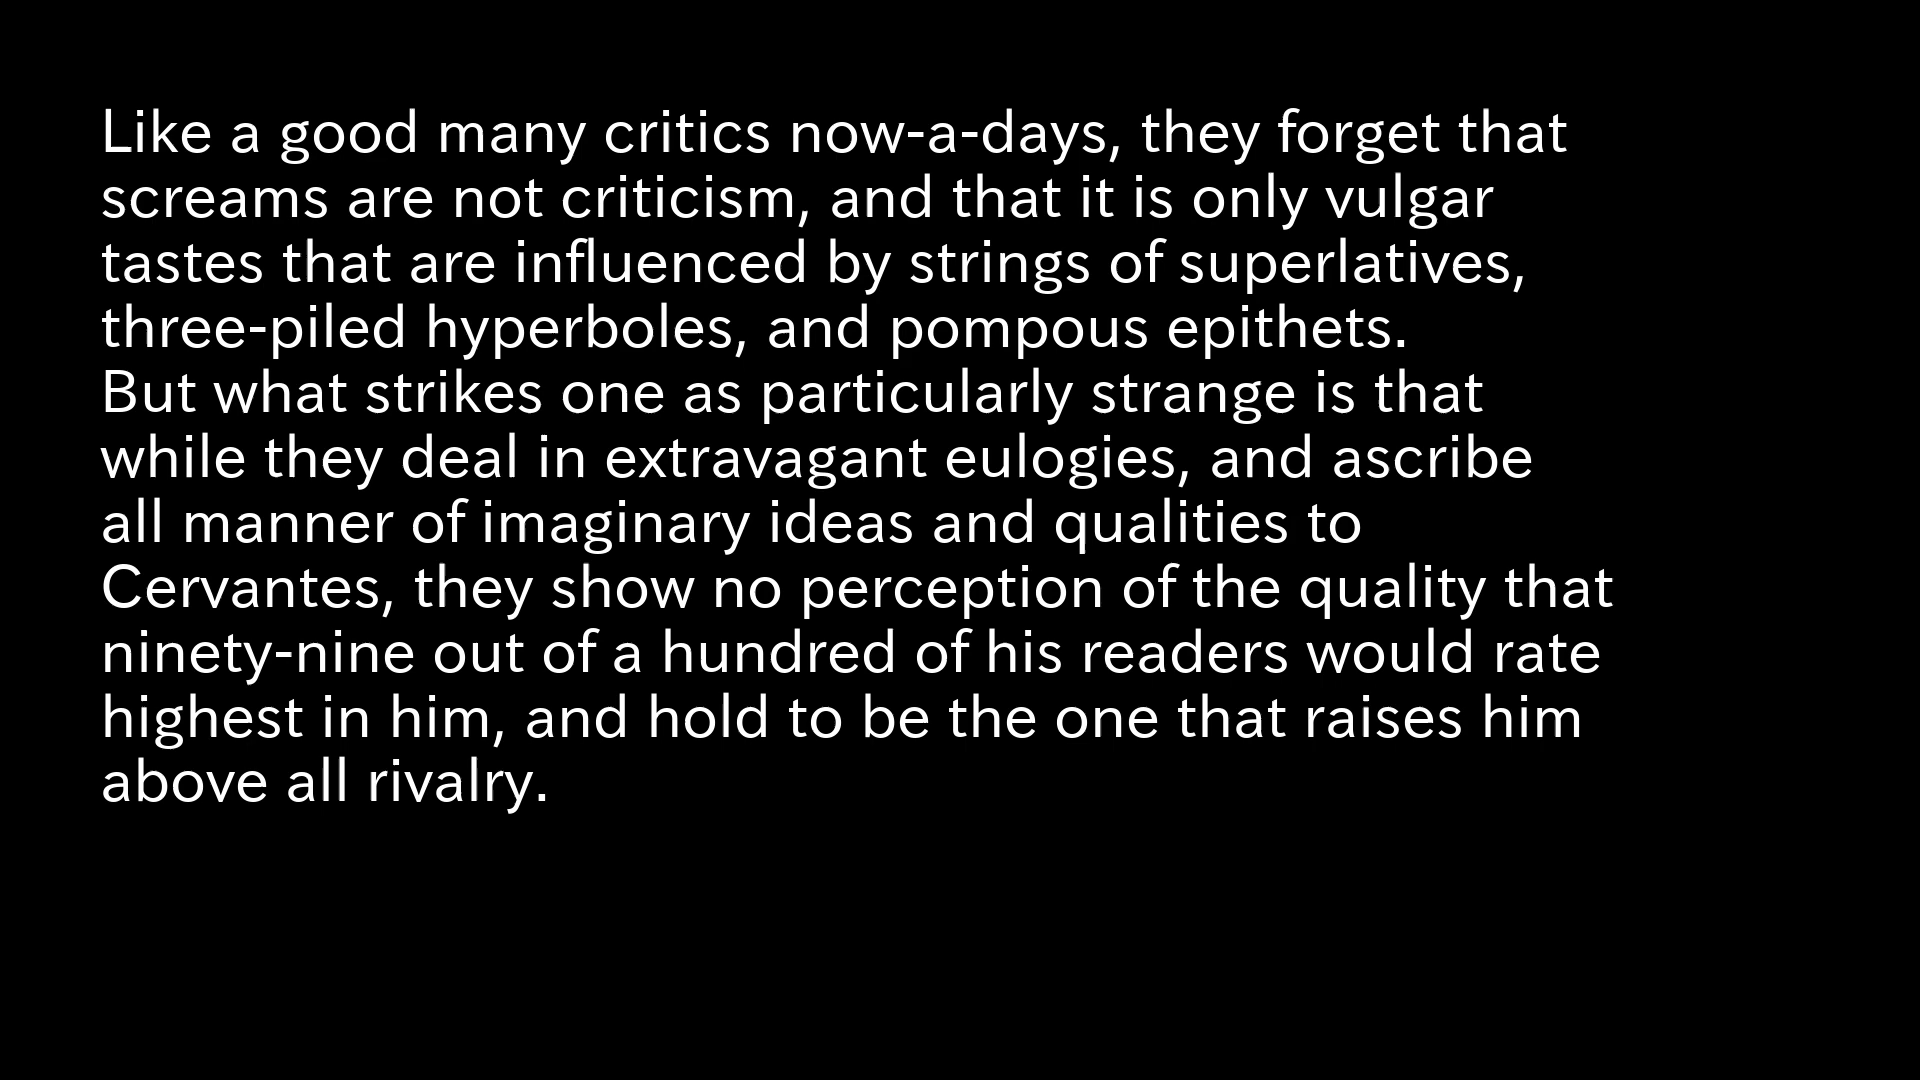 Like a good many critics now-a-days, they forget that
screams are not criticism, and that it is only vulgar
tastes that are influenced by strings of superlatives,
three-piled hyperboles, and pompous epithets.
But what strikes one as particularly strange is that
while they deal in extravagant eulogies, and ascribe
all manner of imaginary ideas and qualities to
Cervantes, they show no perception of the quality that
ninety-nine out of a hundred of his readers would rate
highest in him, and hold to be the one that raises him
above all rivalry.